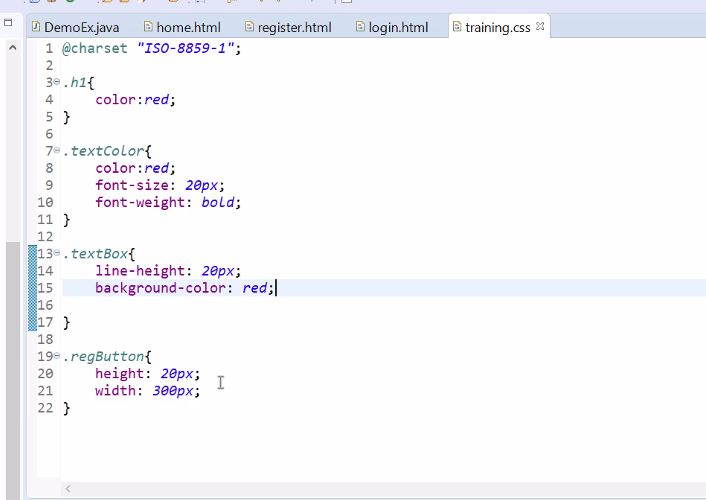 DemoEx.java home.html register.html login.html training.css
1 @charset "ISO-8859-1";
2
3 .h1{
4 color:red;
5 }
6
7 .textColor{
8 color:red;
9 font-size: 20px;
10 font-weight: bold;
11 }
12
13 .textBox{
14 line-height: 20px;
15 background-color: red;
16
17 }
18
19 .regButton{
20 height: 20px;
21 width: 300px;
22 }